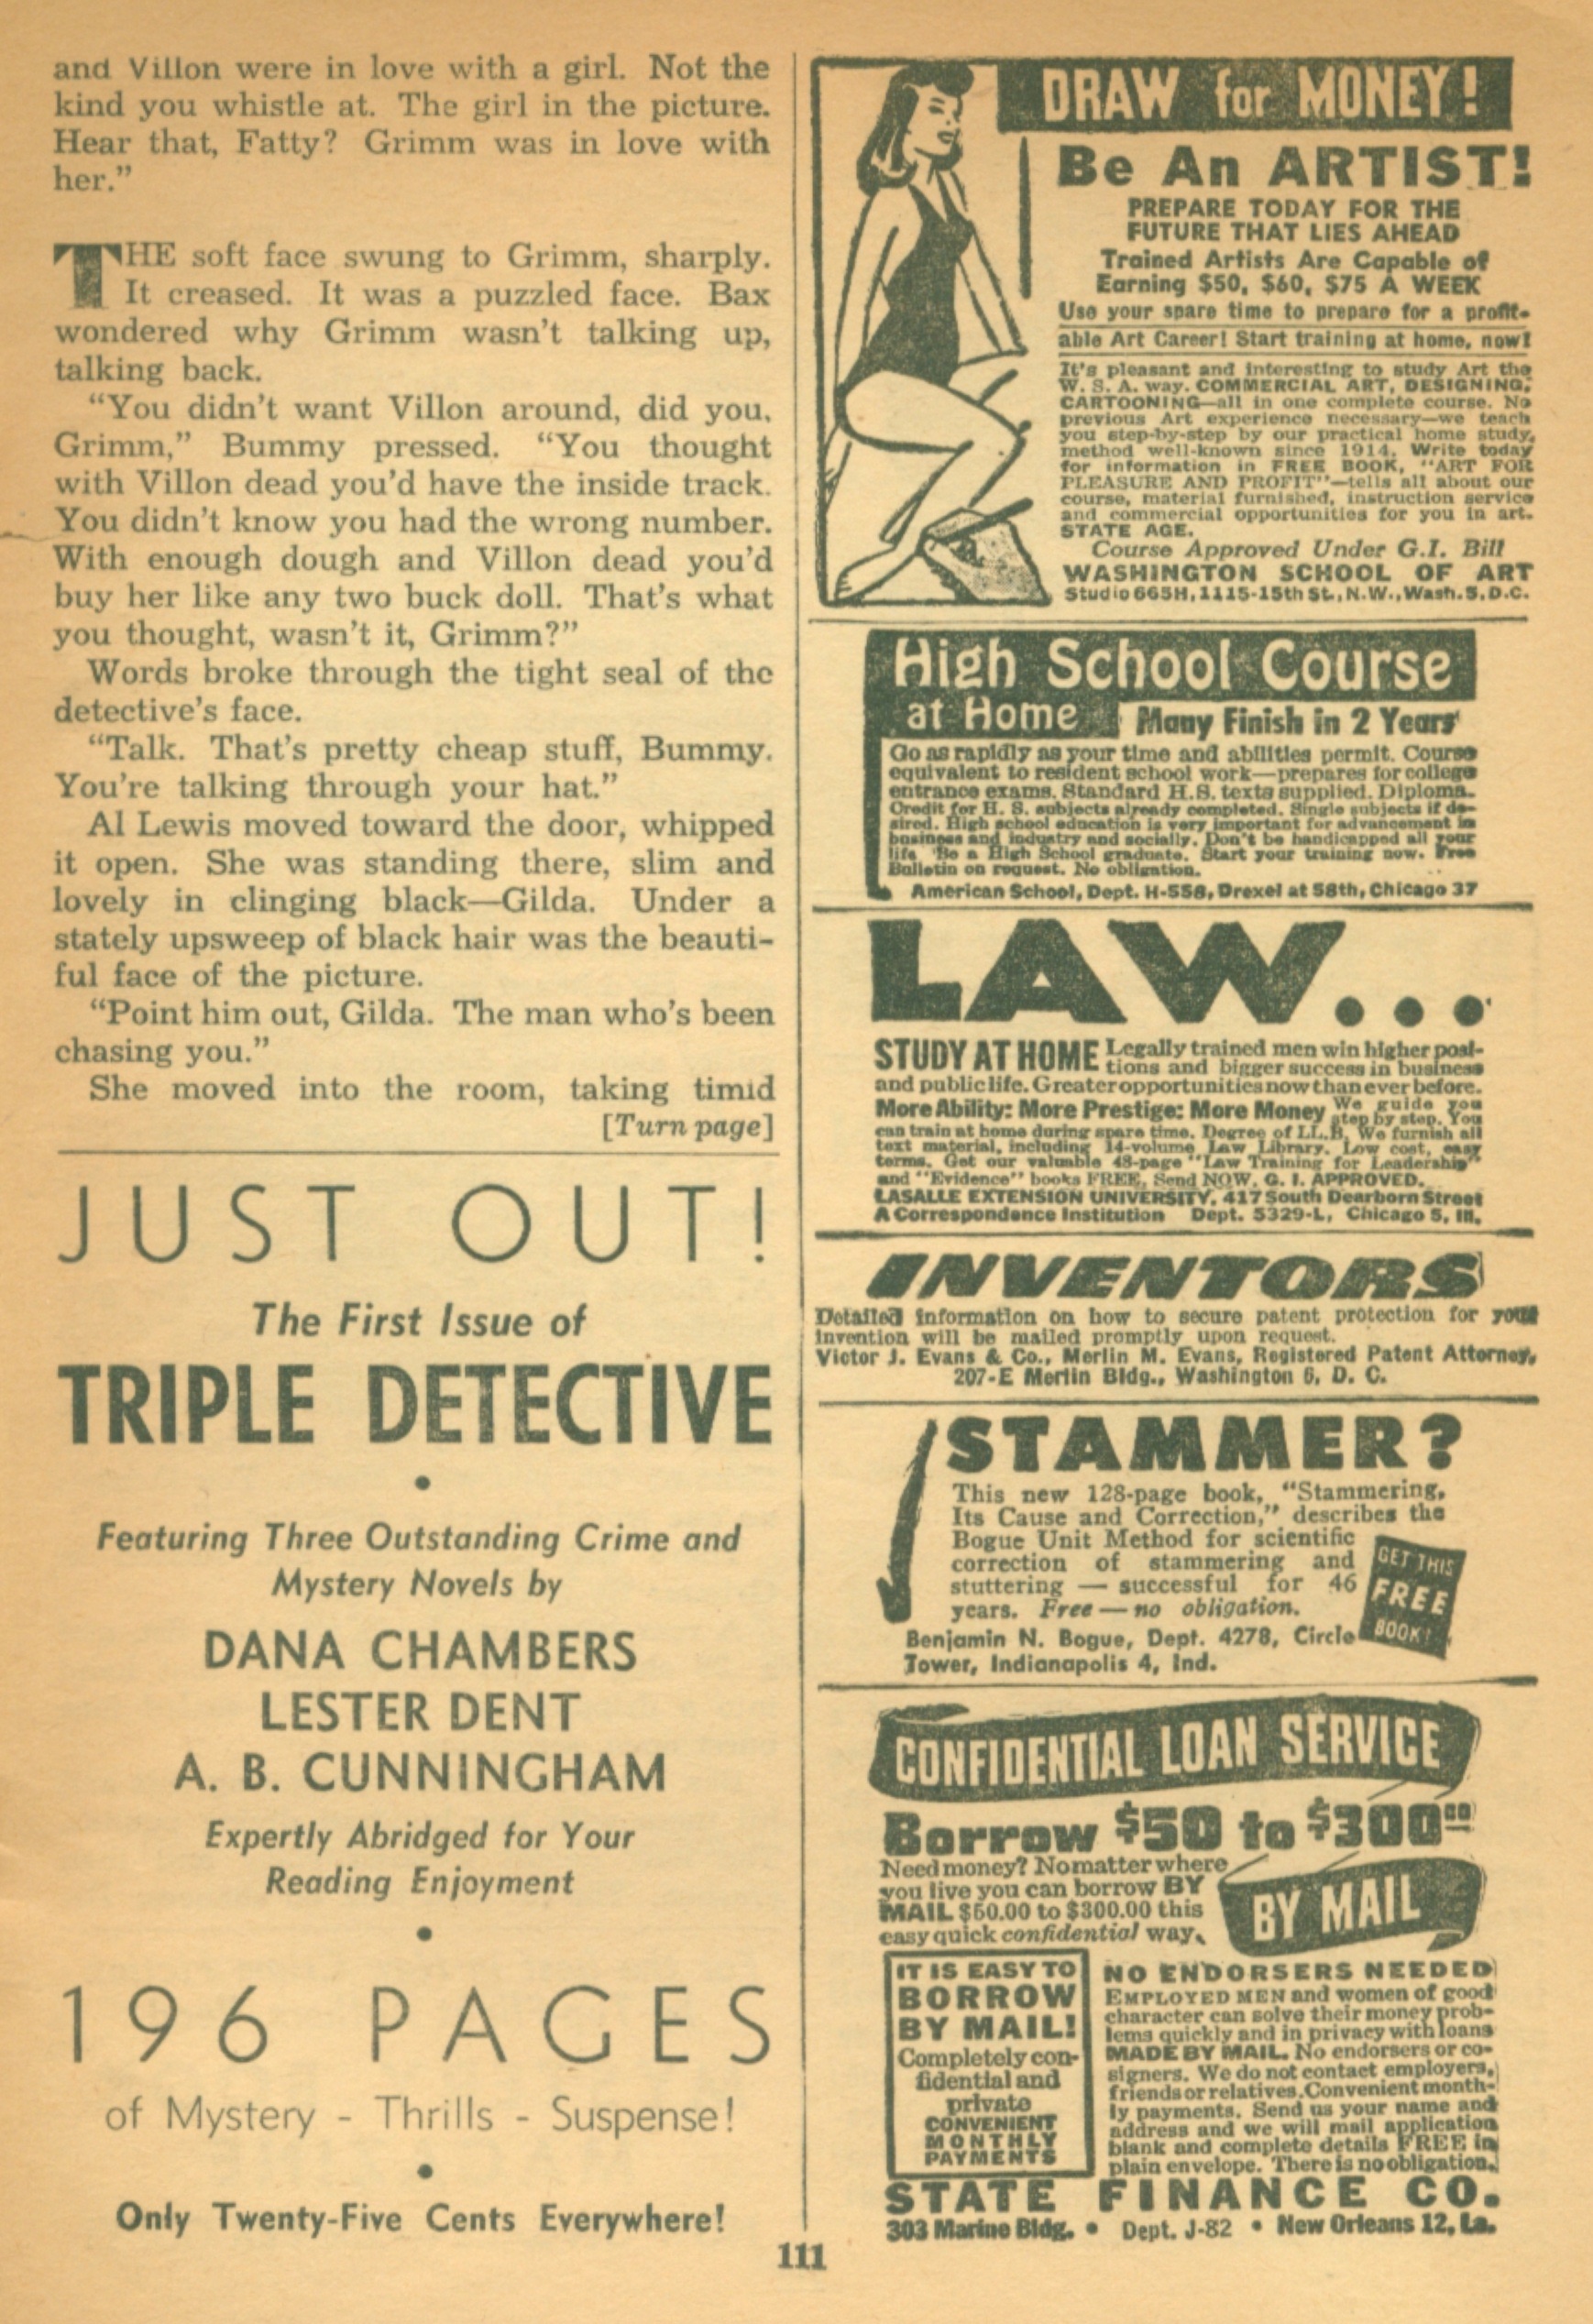 and Villon were in love with a girl. Not the
kind you whistle at. The girl in the picture.
Hear that, Fatty? Grimm was in love with
her.”
THE soft face swung to Grimm, sharply.
It creased. It was a puzzled face. Bax
wondered why Grimm wasn't talking up,
talking back.
“You didn't want Villon around, did you,
Grimm,” Bummy pressed. “You thought
with Villon dead you'd have the inside track.
You didn't know you had the wrong number.
With enough dough and Villon dead you'd
buy her like any two buck doll. That's what
you thought, wasn't it, Grimm?”
Words broke through the tight seal of the
detective's face.
“Talk. That's pretty cheap stuff, Bummy.
You're talking through your hat.”
Al Lewis moved toward the door, whipped
it open. She was standing there, slim and
lovely in clinging black—Gilda. Under a
stately upsweep of black hair was the beauti-
ful face of the picture.
“Point him out, Gilda. The man who's been
chasing you.”
She moved into the room, taking timid
[Turn page]
JUST OUT!
The First Issue of
TRIPLE DETECTIVE
•
Featuring Three Outstanding Crime and
Mystery Novels by
DANA CHAMBERS
LESTER DENT
A. B. CUNNINGHAM
Expertly Abridged for Your
Reading Enjoyment
•
196 PAGES
of Mystery - Thrills - Suspense!
•
Only Twenty-Five Cents Everywhere!
DRAW for MONEY!
Be An ARTIST!
PREPARE TODAY FOR THE
FUTURE THAT LIES AHEAD
Trained Artists Are Capable of
Earning $50, $60, $75 A WEEK
Use your spare time to prepare for a profit-
able Art Career! Start training at home, now!
It's pleasant and interesting to study Art the
W. S. A. way. COMMERCIAL ART, DESIGNING,
CARTOONING—all in one complete course. No
previous Art experience necessary—we teach
you step-by-step by our practical home study,
method well-known since 1914. Write today
for information in FREE BOOK, “ART FOR
PLEASURE AND PROFIT”—tells all about our
course, material furnished, instruction service
and commercial opportunities for you in art.
STATE AGE.
Course Approved Under G.I. Bill
WASHINGTON SCHOOL OF ART
Studio 665H, 1115-15th St., N.W., Wash. 5, D.C.
High School Course
at Home Many Finish in 2 Years
Go as rapidly as your time and abilities permit. Course
equivalent to resident school work—prepares for college
entrance exams. Standard H.S. texts supplied. Diploma.
Credit for H. S. subjects already completed. Single subjects if de-
sired. High school education is very important for advancement in
business and industry and socially. Don't be handicapped all your
life. Be a High School graduate. Start your training now. Free
Bulletin on request. No obligation.
American School, Dept. H-558, Drexel at 58th, Chicago 37
LAW...
STUDY AT HOME Legally trained men win higher posi-
tions and bigger success in business
and public life. Greater opportunities now than ever before.
More Ability: More Prestige: More Money We guide you
step by step. You
can train at home during spare time. Degree of LL.B. We furnish all
text material, including 14-volume Law Library. Low cost, easy
terms. Get our valuable 48-page “Law Training for Leadership”
and “Evidence” books FREE, Send NOW. G. I. APPROVED.
LASALLE EXTENSION UNIVERSITY, 417 South Dearborn Street
A Correspondence Institution Dept. 5329-L, Chicago 5, Ill.
INVENTORS
Detailed information on how to secure patent protection for your
invention will be mailed promptly upon request.
Victor J. Evans & Co., Merlin M. Evans, Registered Patent Attorney,
207-E Merlin Bldg., Washington 6, D. C.
STAMMER?
This new 128-page book, “Stammering,
Its Cause and Correction,” describes the
Bogue Unit Method for scientific
correction of stammering and
stuttering — successful for 46
years. Free — no obligation.
Benjamin N. Bogue, Dept. 4278, Circle
Tower, Indianapolis 4, Ind.
GET THIS
FREE
BOOK!
CONFIDENTIAL LOAN SERVICE
Borrow $50 to $300.00
Need money? No matter where
you live you can borrow BY
MAIL $50.00 to $300.00 this
easy quick confidential way.
BY MAIL
IT IS EASY TO
BORROW
BY MAIL!
Completely con-
fidential and
private
CONVENIENT
MONTHLY
PAYMENTS
NO ENDORSERS NEEDED
EMPLOYED MEN and women of good
character can solve their money prob-
lems quickly and in privacy with loans
MADE BY MAIL. No endorsers or co-
signers. We do not contact employers,
friends or relatives. Convenient month-
ly payments. Send us your name and
address and we will mail application
blank and complete details FREE in
plain envelope. There is no obligation.
STATE FINANCE CO.
303 Marine Bldg. • Dept. J-82 • New Orleans 12, La.
111